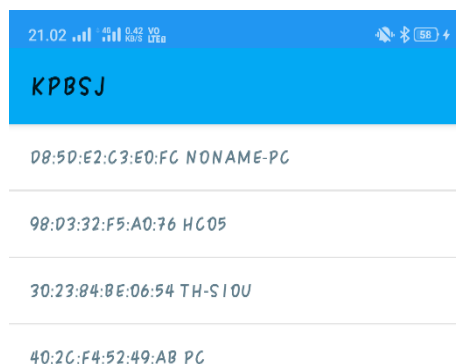 21.02 4G 0.42 KB/S VO LTE 58
KPBSJ
D8:5D:E2:C3:E0:FC NONAME-PC
98:D3:32:F5:A0:76 HC05
30:23:84:BE:06:54 TH-S10U
40:2C:F4:52:49:AB PC